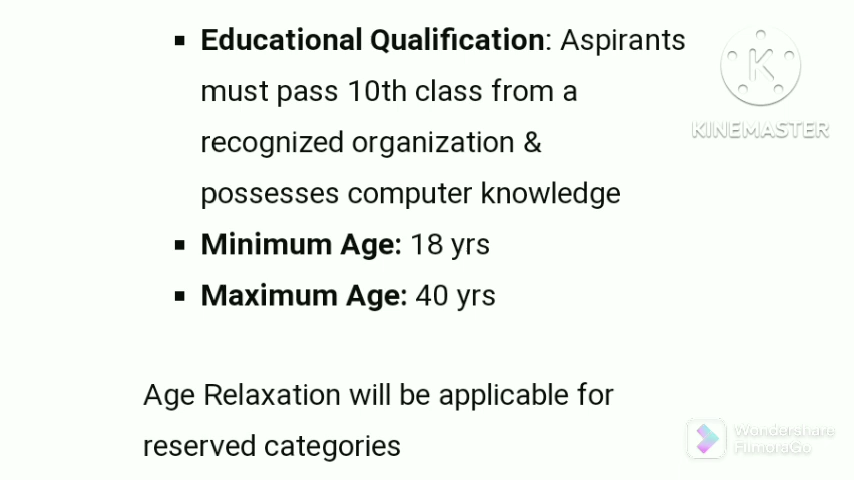 ▪ Educational Qualification: Aspirants
must pass 10th class from a
recognized organization &
possesses computer knowledge
▪ Minimum Age: 18 yrs
▪ Maximum Age: 40 yrs
Age Relaxation will be applicable for
reserved categories
K
KINEMASTER
Wondershare
FilmoraGo